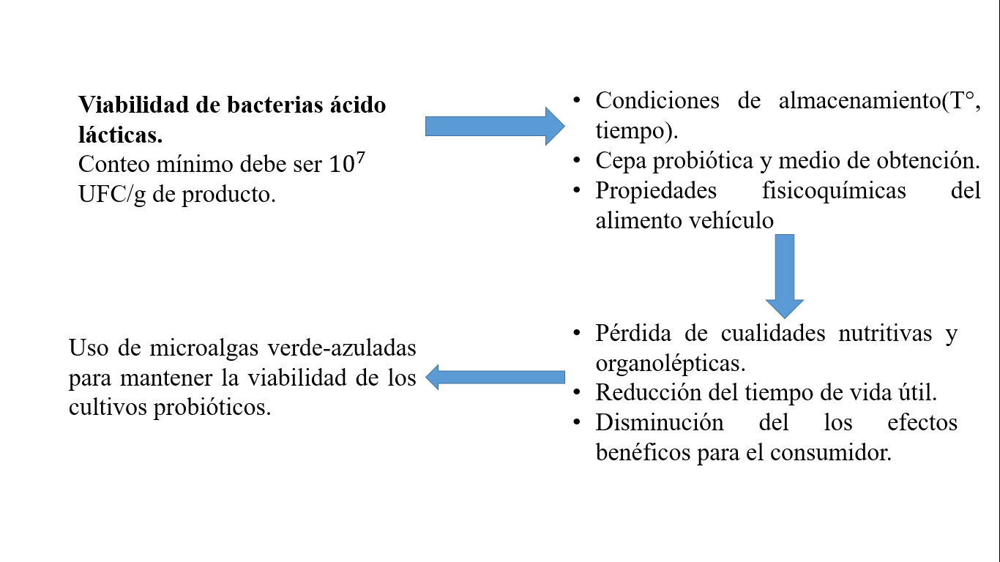 Viabilidad de bacterias ácido
lácticas.
Conteo mínimo debe ser 10⁷
UFC/g de producto.
• Condiciones de almacenamiento(T°,
tiempo).
• Cepa probiótica y medio de obtención.
• Propiedades fisicoquímicas del
alimento vehículo
• Pérdida de cualidades nutritivas y
organolépticas.
• Reducción del tiempo de vida útil.
• Disminución del los efectos
benéficos para el consumidor.
Uso de microalgas verde-azuladas
para mantener la viabilidad de los
cultivos probióticos.